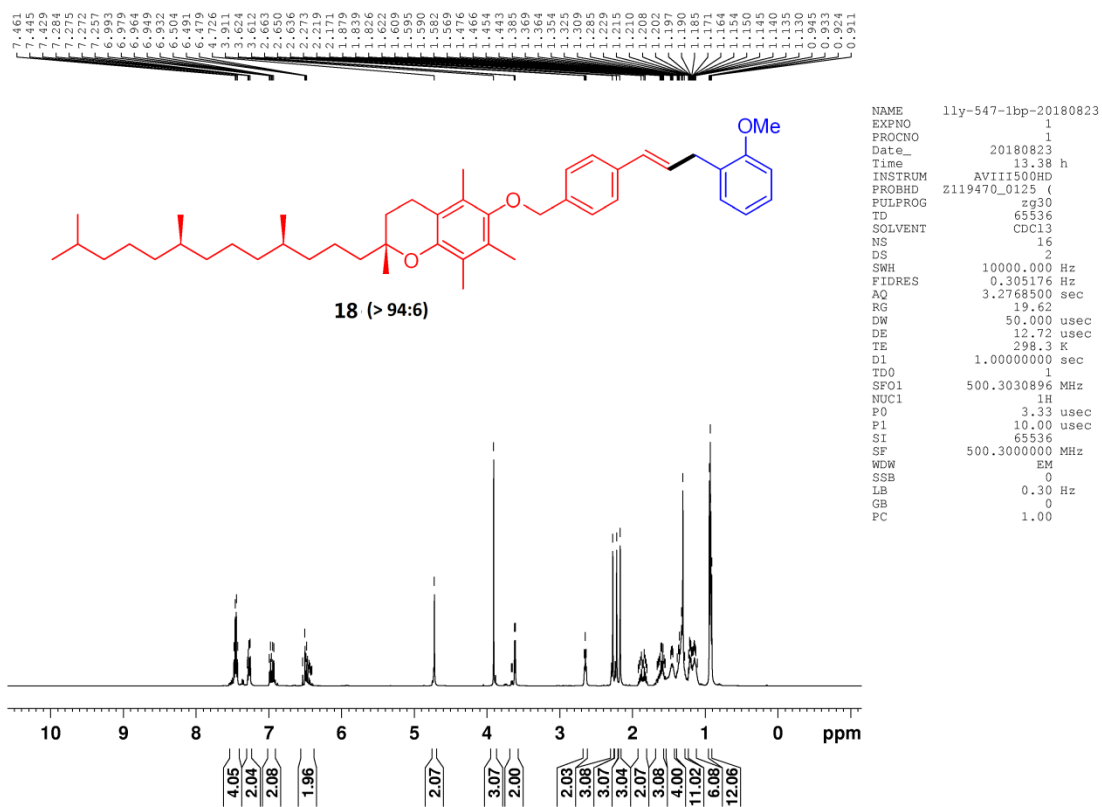 7.461 7.445 7.429 7.284 7.275 7.272 7.257 6.993 6.979 6.964 6.949 6.932 6.504 6.491 6.479 4.726 3.911 3.624 3.612 2.663 2.650 2.636 2.273 2.219 2.171 1.879 1.839 1.826 1.622 1.609 1.595 1.590 1.582 1.569 1.476 1.466 1.454 1.443 1.385 1.369 1.364 1.354 1.325 1.309 1.285 1.229 1.215 1.210 1.208 1.202 1.197 1.190 1.185 1.171 1.164 1.154 1.150 1.145 1.140 1.135 1.130 0.945 0.933 0.924 0.911
NAME lly-547-1bp-20180823
EXPNO 1
PROCNO 1
Date_ 20180823
Time 13.38 h
INSTRUM AVIII500HD
PROBHD Z119470_0125 (
PULPROG zg30
TD 65536
SOLVENT CDCl3
NS 16
DS 2
SWH 10000.000 Hz
FIDRES 0.305176 Hz
AQ 3.2768500 sec
RG 19.62
DW 50.000 usec
DE 12.72 usec
TE 298.3 K
D1 1.00000000 sec
TD0 1
SFO1 500.3030896 MHz
NUC1 1H
P0 3.33 usec
P1 10.00 usec
SI 65536
SF 500.3000000 MHz
WDW EM
SSB 0
LB 0.30 Hz
GB 0
PC 1.00
OMe
O
O
18 (> 94:6)
10 9 8 7 6 5 4 3 2 1 0 ppm
4.05 2.04 2.08 1.96 2.07 3.07 2.00 2.03 3.08 3.07 3.04 2.07 3.08 4.00 11.02 6.08 12.06